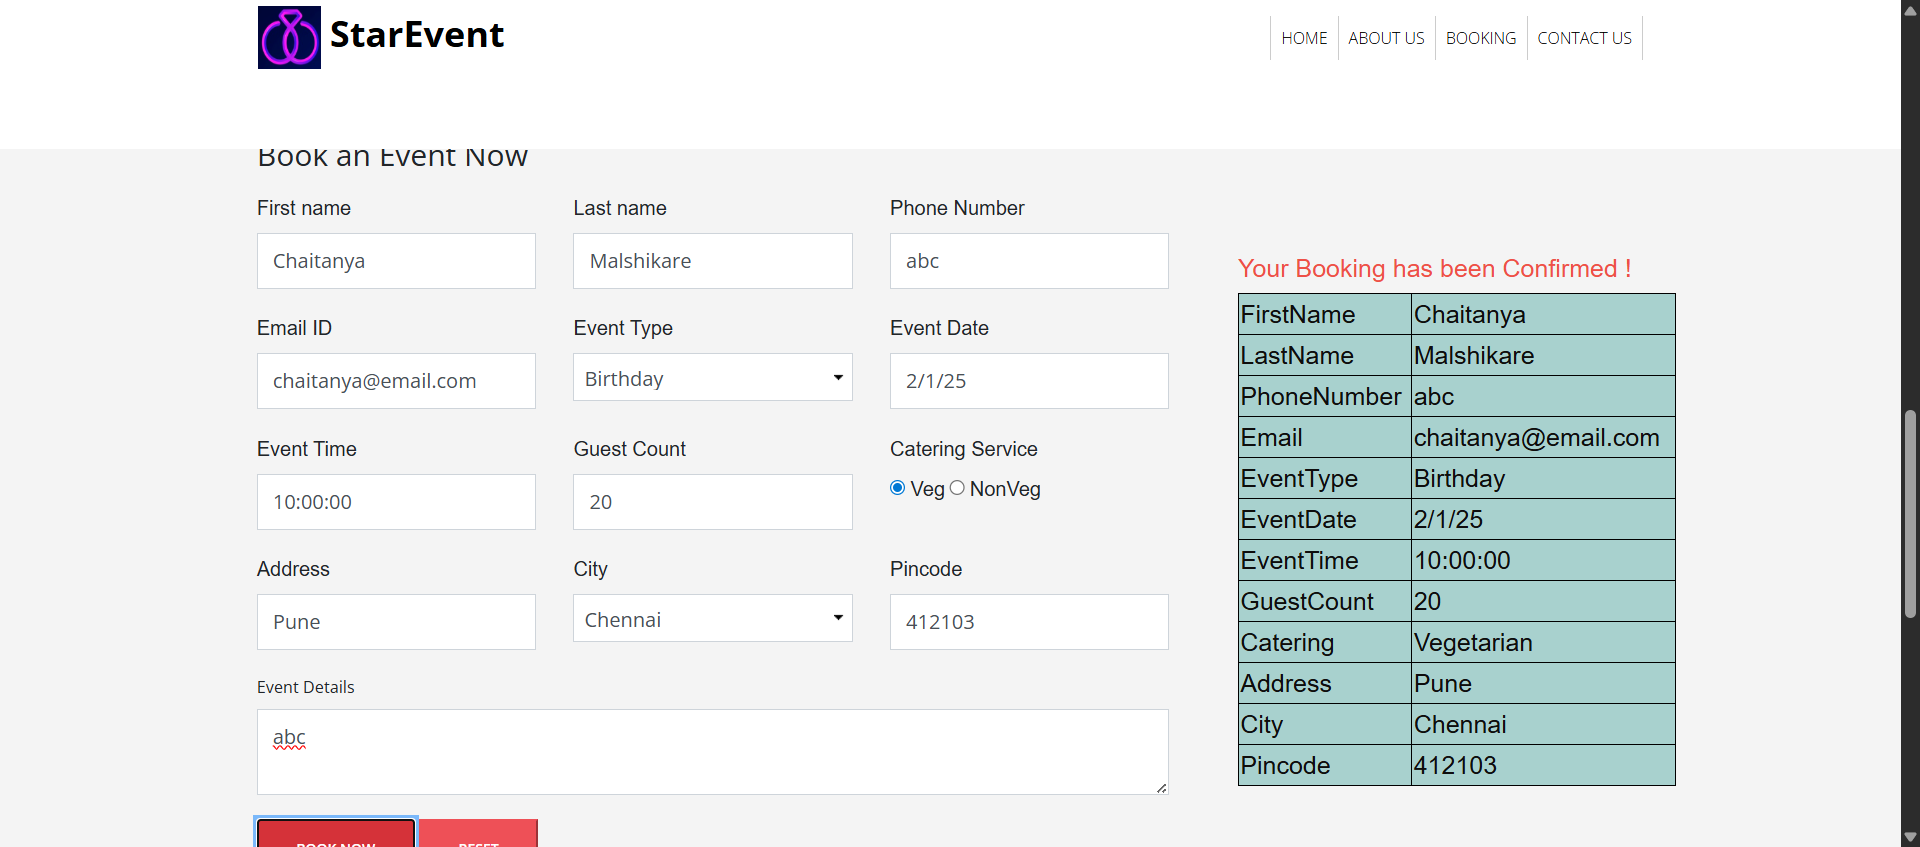 StarEvent
HOME
ABOUT US
BOOKING
CONTACT US
Book an Event Now
First name
Last name
Phone Number
Chaitanya
Malshikare
abc
Email ID
Event Type
Event Date
chaitanya@email.com
Birthday
2/1/25
Event Time
Guest Count
Catering Service
10:00:00
20
Veg
NonVeg
Address
City
Pincode
Pune
Chennai
412103
Event Details
abc
BOOK NOW
RESET
Your Booking has been Confirmed !
FirstName Chaitanya
LastName Malshikare
PhoneNumber abc
Email chaitanya@email.com
EventType Birthday
EventDate 2/1/25
EventTime 10:00:00
GuestCount 20
Catering Vegetarian
Address Pune
City Chennai
Pincode 412103